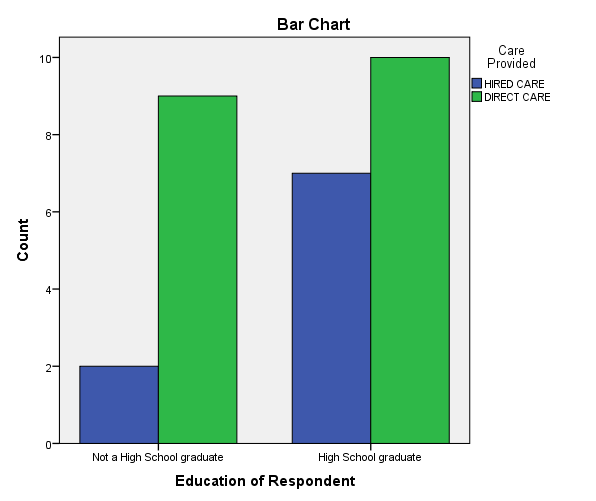 Bar Chart
Care
Provided
HIRED CARE
DIRECT CARE
10
8
6
4
2
0
Count
Not a High School graduate
High School graduate
Education of Respondent